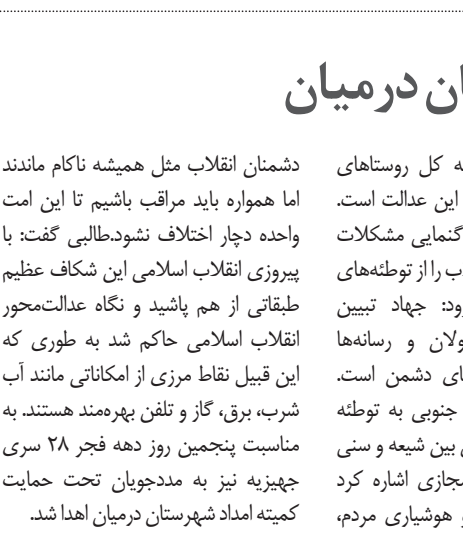 درمیان
ه کل روستاهای
این عدالت است.
گنمایی مشکلات
ب را از توطئه‌های
ود: جهاد تبیین
ولان و رسانه‌ها
ای دشمن است.
جنوبی به توطئه
بین شیعه و سنی
جازی اشاره کرد
و هوشیاری مردم،
دشمنان انقلاب مثل همیشه ناکام ماندند
اما همواره باید مراقب باشیم تا این امت
واحده دچار اختلاف نشود.طالبی گفت: با
پیروزی انقلاب اسلامی این شکاف عظیم
طبقاتی از هم پاشید و نگاه عدالت‌محور
انقلاب اسلامی حاکم شد به طوری که
این قبیل نقاط مرزی از امکاناتی مانند آب
شرب، برق، گاز و تلفن بهره‌مند هستند. به
مناسبت پنجمین روز دهه فجر ۲۸ سری
جهیزیه نیز به مددجویان تحت حمایت
کمیته امداد شهرستان درمیان اهدا شد.